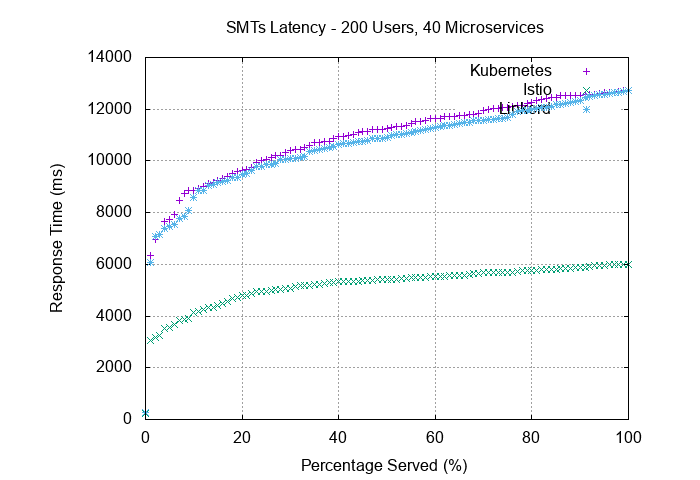 SMTs Latency - 200 Users, 40 Microservices
14000
12000
10000
8000
6000
4000
2000
0
Response Time (ms)
Kubernetes
Istio
Linkerd
0 20 40 60 80 100
Percentage Served (%)